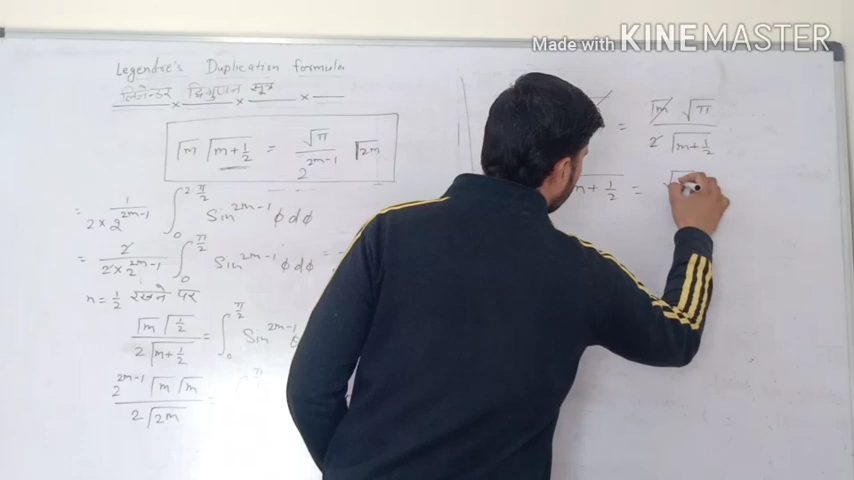 Made with KINEMASTER
Legendre's Duplication formula
लिजेन्डर द्विगुणन सूत्र
Γm Γm+1/2 = √π / 2^(2m-1) Γ2m
= 1 / 2×2^(2m-1) ∫₀^(2·π/2) Sin^(2m-1) φ dφ
= 2 / 2×2^(2m-1) ∫₀^(π/2) Sin^(2m-1) φ dφ =
n = 1/2 रखने पर
Γm Γ1/2 / 2 Γm+1/2 = ∫₀^(π/2) Sin^(2m-1)
2^(2m-1) Γm Γm / 2 Γ2m =
= Γm √π / 2 Γm+1/2
m + 1/2 =